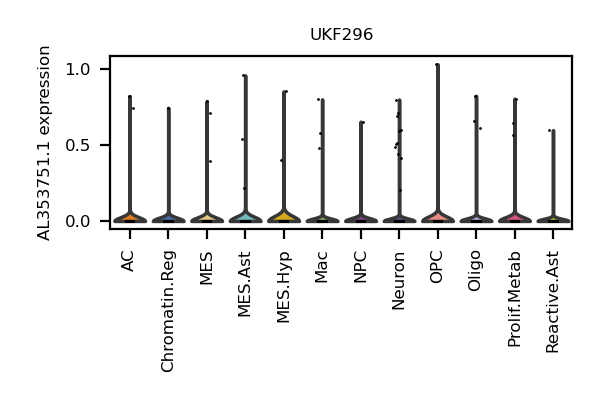 UKF296
AL353751.1 expression
1.0
0.5
0.0
AC
Chromatin.Reg
MES
MES.Ast
MES.Hyp
Mac
NPC
Neuron
OPC
Oligo
Prolif.Metab
Reactive.Ast